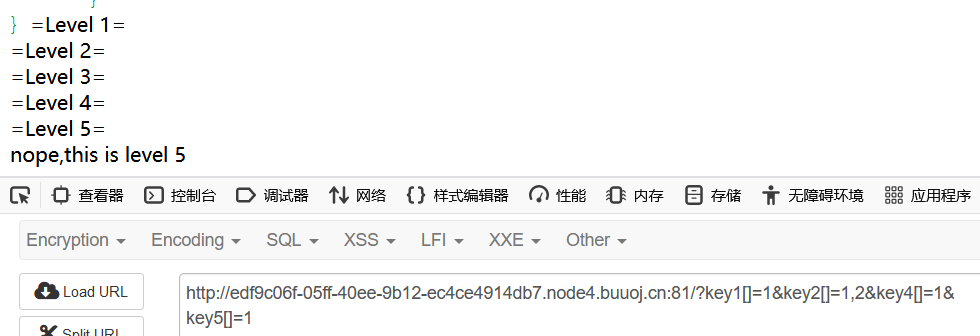 } =Level 1=
=Level 2=
=Level 3=
=Level 4=
=Level 5=
nope,this is level 5
查看器 控制台 调试器 网络 {} 样式编辑器 性能 内存 存储 无障碍环境 应用程序
Encryption Encoding SQL XSS LFI XXE Other
Load URL
http://edf9c06f-05ff-40ee-9b12-ec4ce4914db7.node4.buuoj.cn:81/?key1[]=1&key2[]=1,2&key4[]=1&
key5[]=1
Split URL